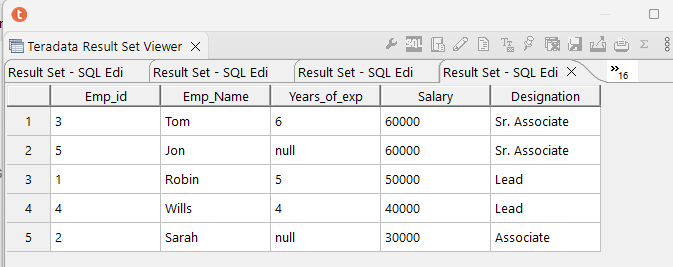 Teradata Result Set Viewer
Result Set - SQL Edi Result Set - SQL Edi Result Set - SQL Edi Result Set - SQL Edi »16
Emp_id Emp_Name Years_of_exp Salary Designation
1 3 Tom 6 60000 Sr. Associate
2 5 Jon null 60000 Sr. Associate
3 1 Robin 5 50000 Lead
4 4 Wills 4 40000 Lead
5 2 Sarah null 30000 Associate